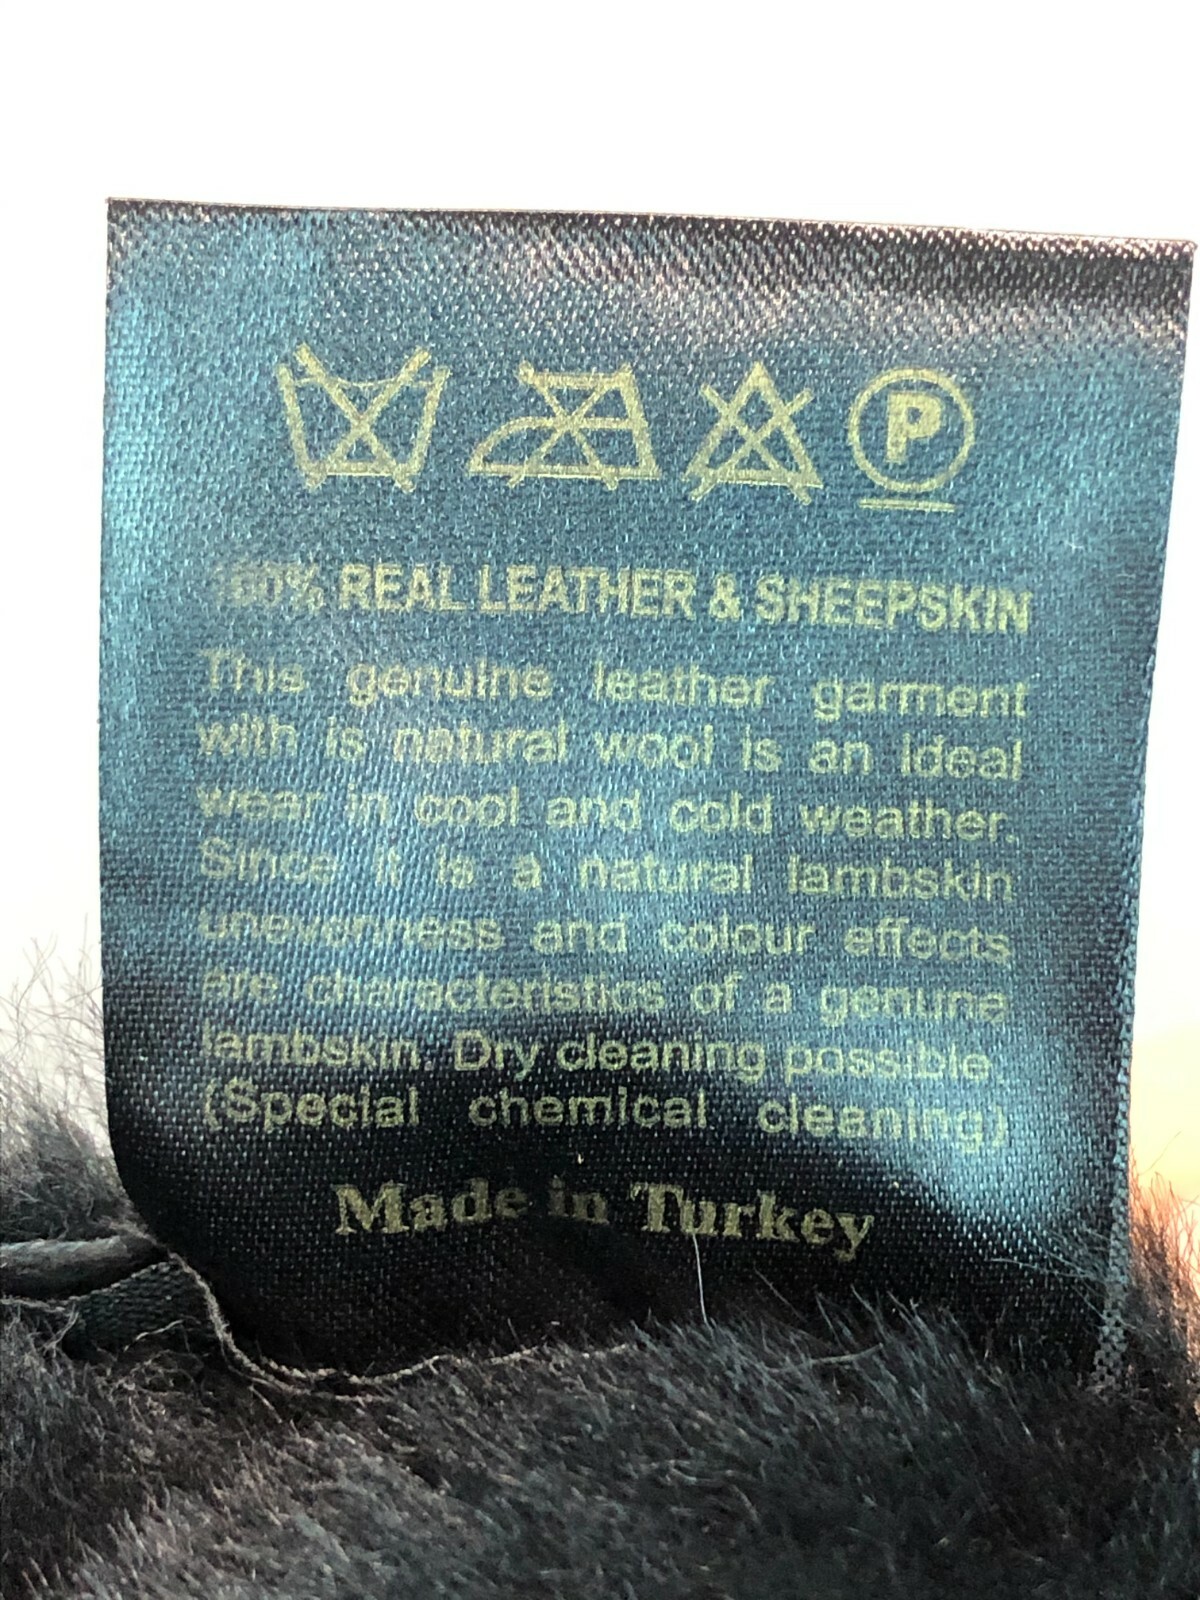 P
100% REAL LEATHER & SHEEPSKIN
This genuine leather garment
with is natural wool is an ideal
wear in cool and cold weather.
Since it is a natural lambskin
unevenness and colour effects
are characteristics of a genune
lambskin. Dry cleaning possible.
(Special chemical cleaning)
Made in Turkey